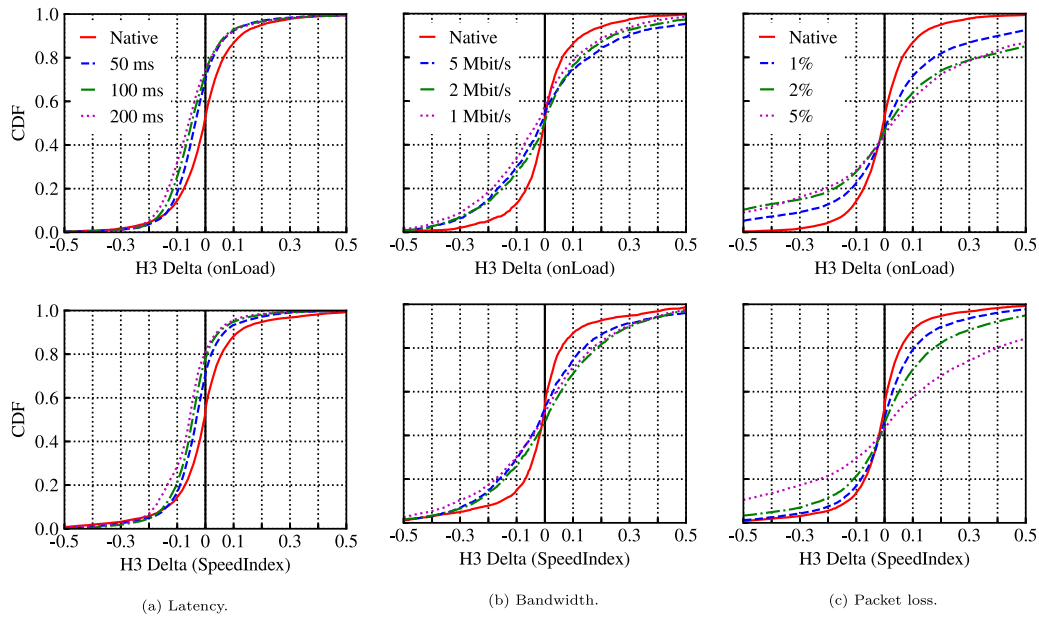 CDF
1.0
0.8
0.6
0.4
0.2
0.0
Native
50 ms
100 ms
200 ms
-0.5 -0.3 -0.1 0 0.1 0.3 0.5
H3 Delta (onLoad)
Native
5 Mbit/s
2 Mbit/s
1 Mbit/s
-0.5 -0.3 -0.1 0 0.1 0.3 0.5
H3 Delta (onLoad)
Native
1%
2%
5%
-0.5 -0.3 -0.1 0 0.1 0.3 0.5
H3 Delta (onLoad)
CDF
1.0
0.8
0.6
0.4
0.2
0.0
-0.5 -0.3 -0.1 0 0.1 0.3 0.5
H3 Delta (SpeedIndex)
-0.5 -0.3 -0.1 0 0.1 0.3 0.5
H3 Delta (SpeedIndex)
-0.5 -0.3 -0.1 0 0.1 0.3 0.5
H3 Delta (SpeedIndex)
(a) Latency.
(b) Bandwidth.
(c) Packet loss.